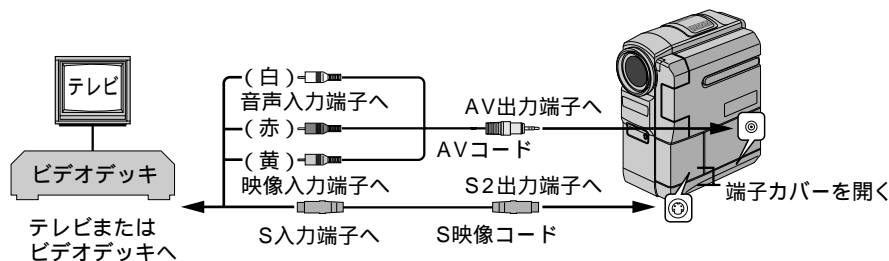 テレビ
ビデオデッキ
テレビまたは
ビデオデッキへ
(白)
音声入力端子へ
(赤)
(黄)
映像入力端子へ
S入力端子へ
AV出力端子へ
AVコード
S2出力端子へ
S映像コード
端子カバーを開く